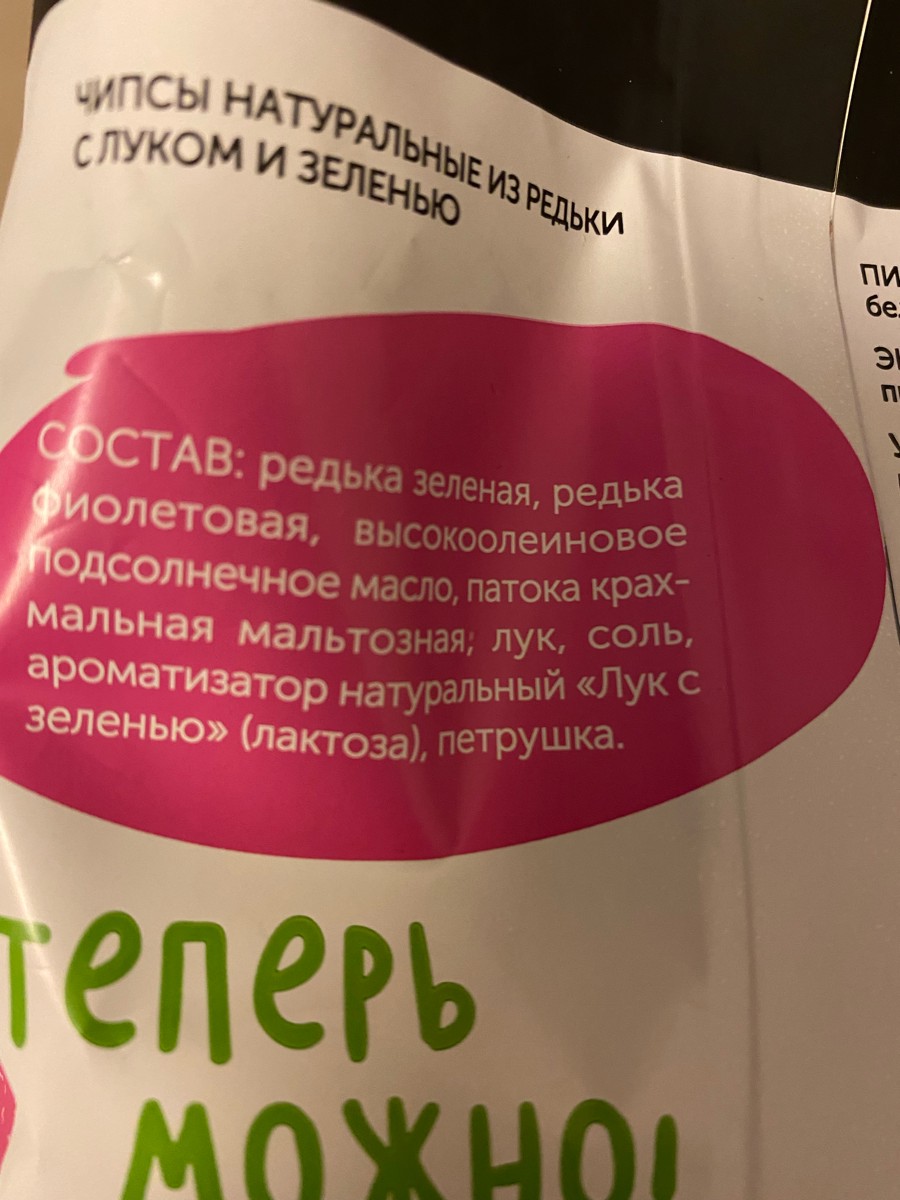 ЧИПСЫ НАТУРАЛЬНЫЕ ИЗ РЕДЬКИ
С ЛУКОМ И ЗЕЛЕНЬЮ
СОСТАВ: редька зеленая, редька
фиолетовая, высокоолеиновое
подсолнечное масло, патока крах-
мальная мальтозная; лук, соль,
ароматизатор натуральный «Лук с
зеленью» (лактоза), петрушка.
теперь
можно!